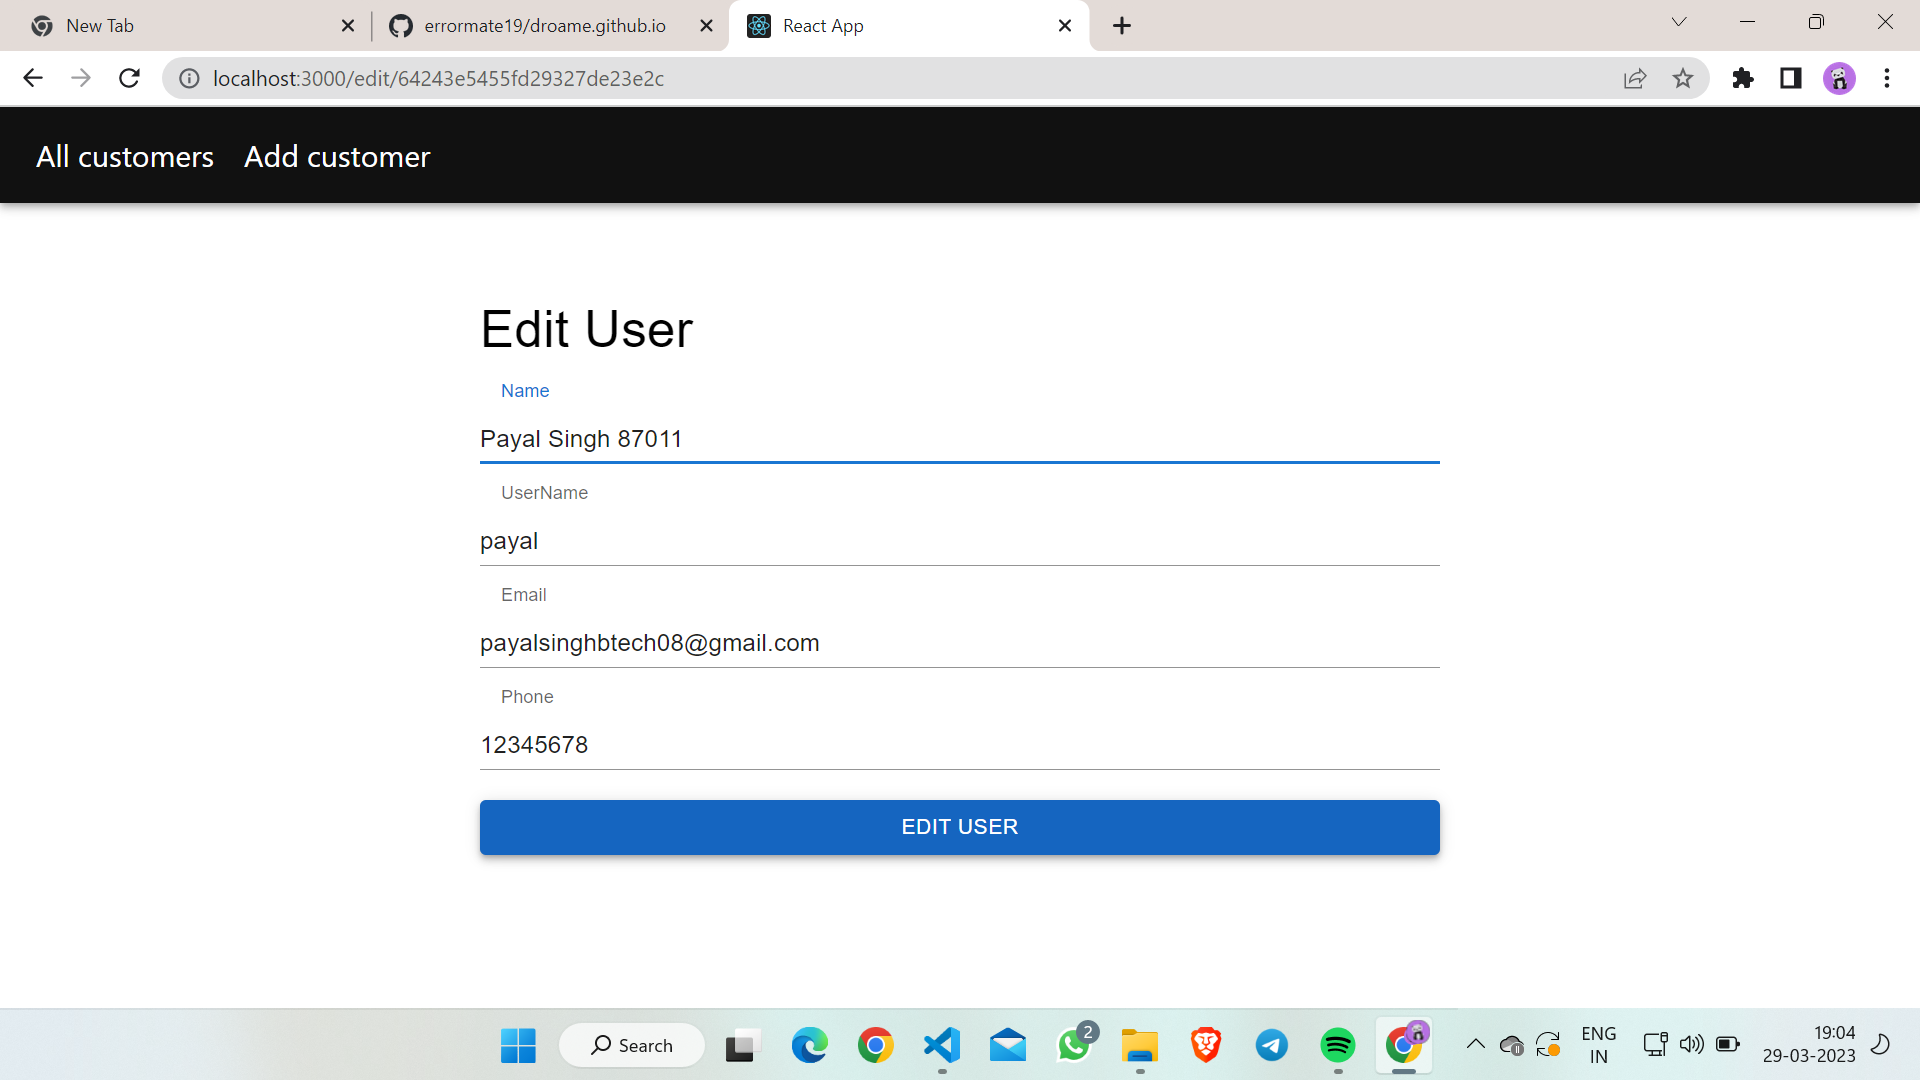 New Tab
errormate19/droame.github.io
React App
localhost:3000/edit/64243e5455fd29327de23e2c
All customers Add customer
Edit User
Name
Payal Singh 87011
UserName
payal
Email
payalsinghbtech08@gmail.com
Phone
12345678
EDIT USER
Search
2
ENG
IN
19:04
29-03-2023